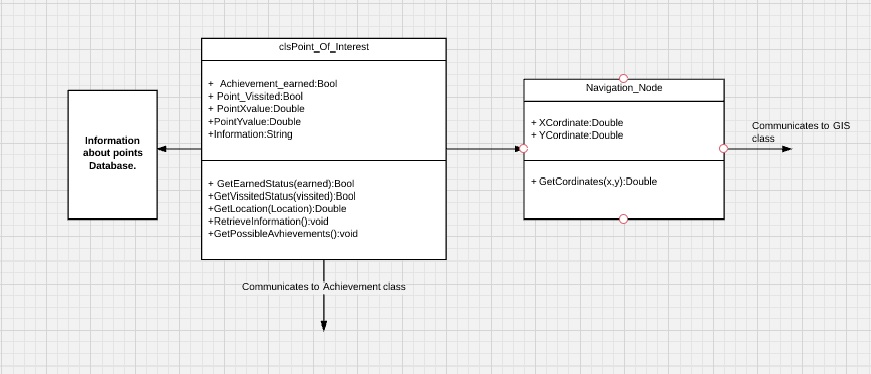 clsPoint_Of_Interest
+ Achievement_earned:Bool
+ Point_Vissited:Bool
+ PointXvalue:Double
+PointYvalue:Double
+Information:String
+ GetEarnedStatus(earned):Bool
+GetVissitedStatus(vissited):Bool
+GetLocation(Location):Double
+RetrieveInformation():void
+GetPossibleAvhievements():void
Information
about points
Database.
Navigation_Node
+ XCordinate:Double
+ YCordinate:Double
+ GetCordinates(x,y):Double
Communicates to GIS
class
Communicates to Achievement class